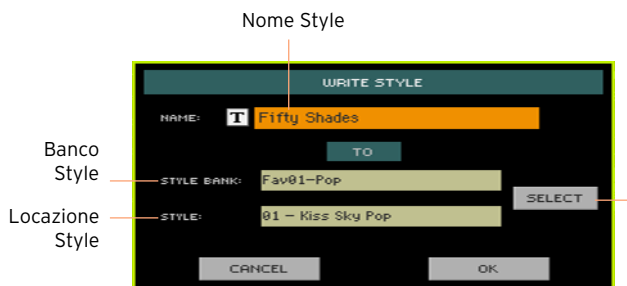 Nome Style
WRITE STYLE
NAME: T Fifty Shades
TO
Banco
Style
STYLE BANK: Fav01-Pop
SELECT
Locazione
Style
STYLE: 01 - Kiss Sky Pop
CANCEL OK